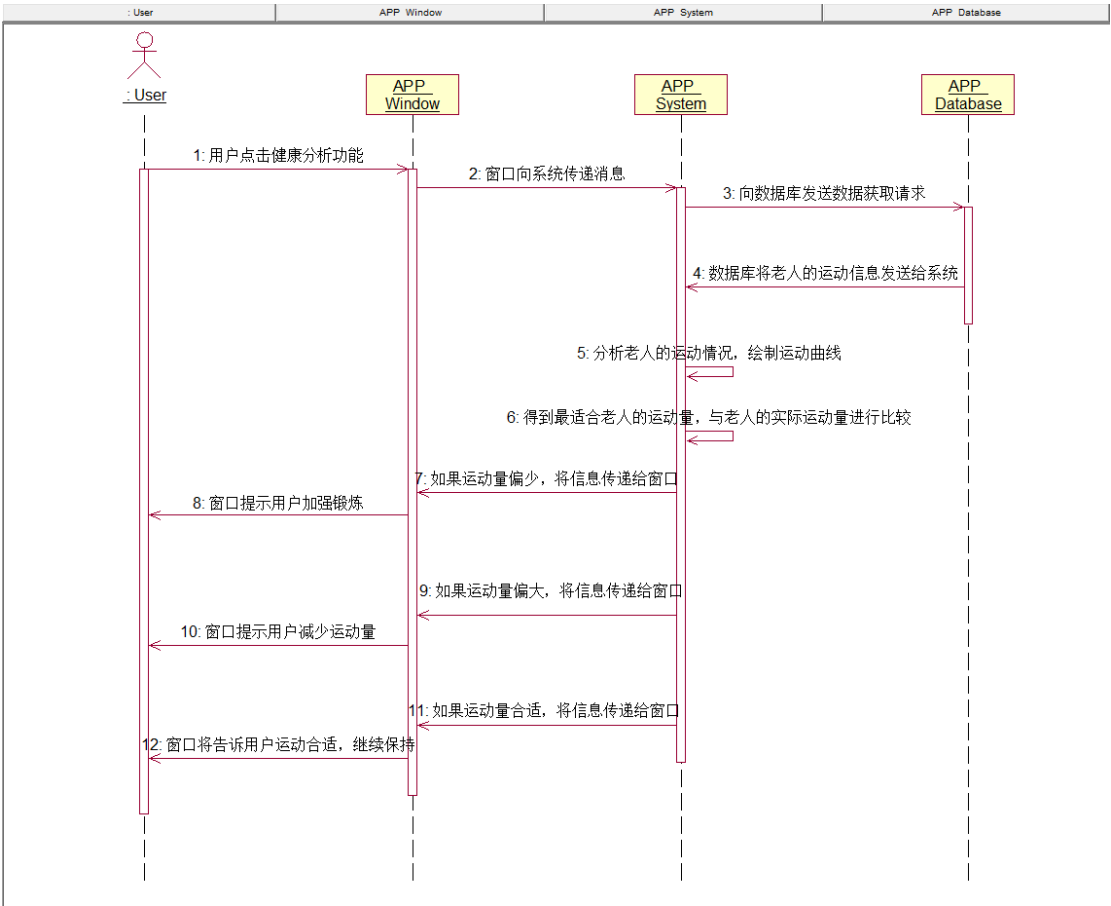 : User APP Window APP System APP Database
: User
APP
Window
APP
System
APP
Database
1: 用户点击健康分析功能
2: 窗口向系统传递消息
3: 向数据库发送数据获取请求
4: 数据库将老人的运动信息发送给系统
5: 分析老人的运动情况，绘制运动曲线
6: 得到最适合老人的运动量，与老人的实际运动量进行比较
7: 如果运动量偏少，将信息传递给窗口
8: 窗口提示用户加强锻炼
9: 如果运动量偏大，将信息传递给窗口
10: 窗口提示用户减少运动量
11: 如果运动量合适，将信息传递给窗口
12: 窗口将告诉用户运动合适，继续保持